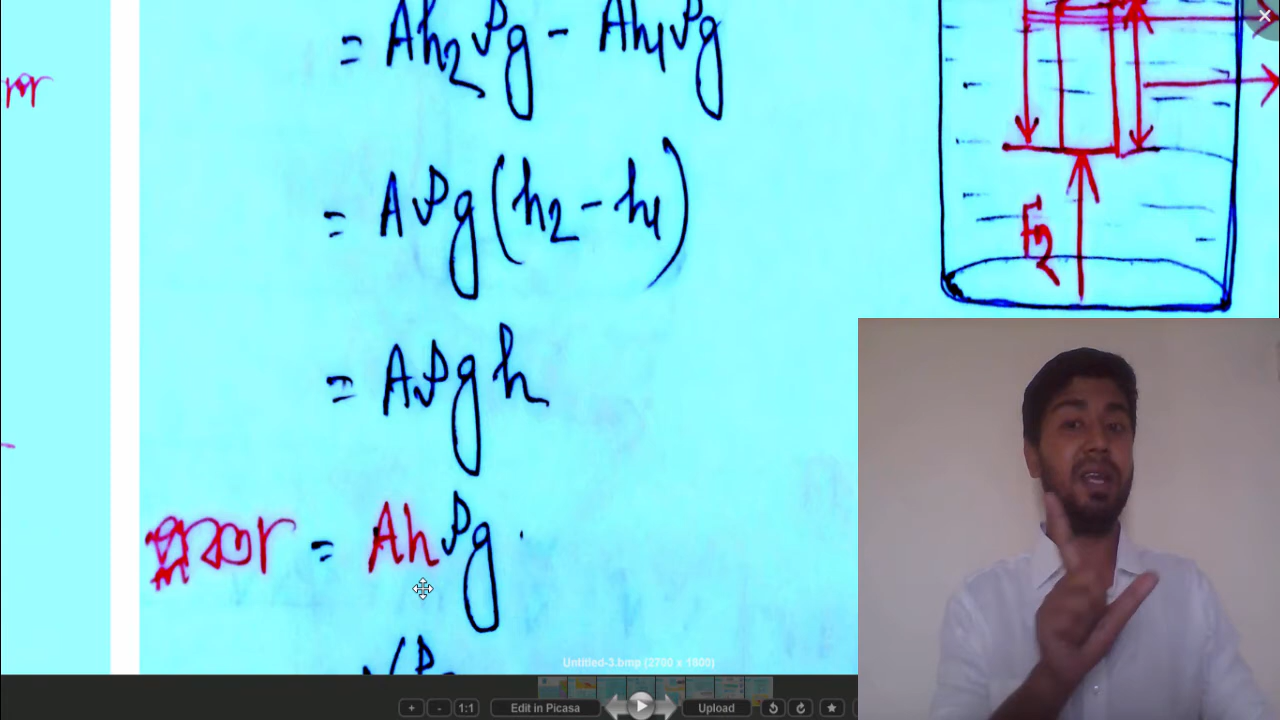 = Ah₂ρg - Ah₁ρg
= Aρg(h₂ - h₁)
= Aρgh
= Ahρg
F₂
Untitled-3.bmp (2700 x 1800)
+ - 1:1 Edit in Picasa Upload